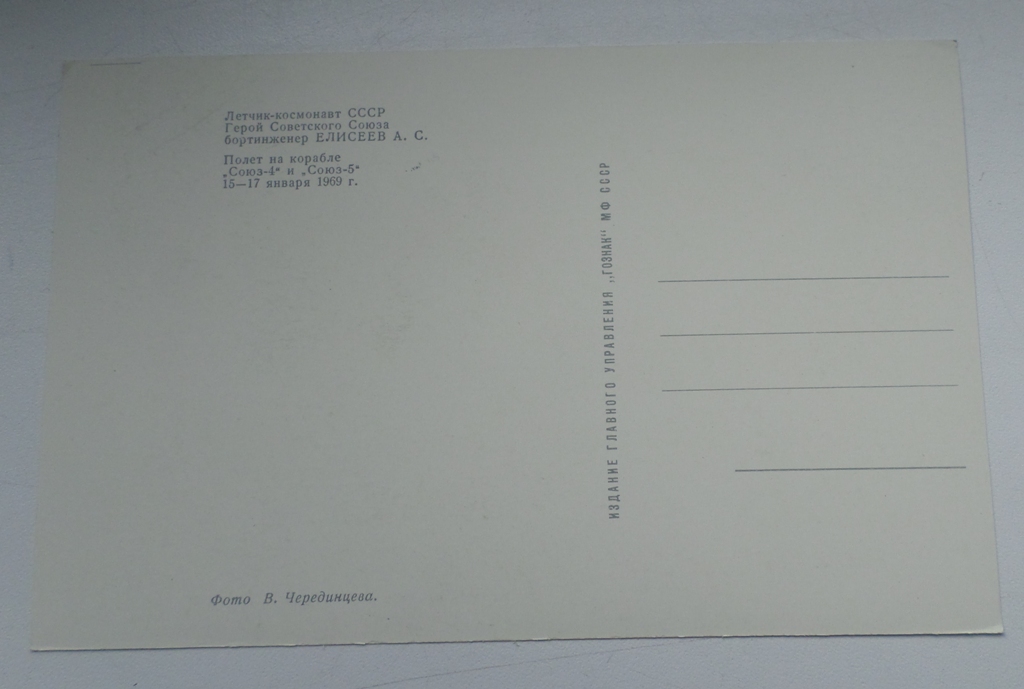 Летчик-космонавт СССР
Герой Советского Союза
бортинженер ЕЛИСЕЕВ А. С.
Полет на корабле
„Союз-4“ и „Союз-5“
15—17 января 1969 г.
Фото В. Черединцева.
ИЗДАНИЕ ГЛАВНОГО УПРАВЛЕНИЯ „ГОЗНАК“ МФ СССР